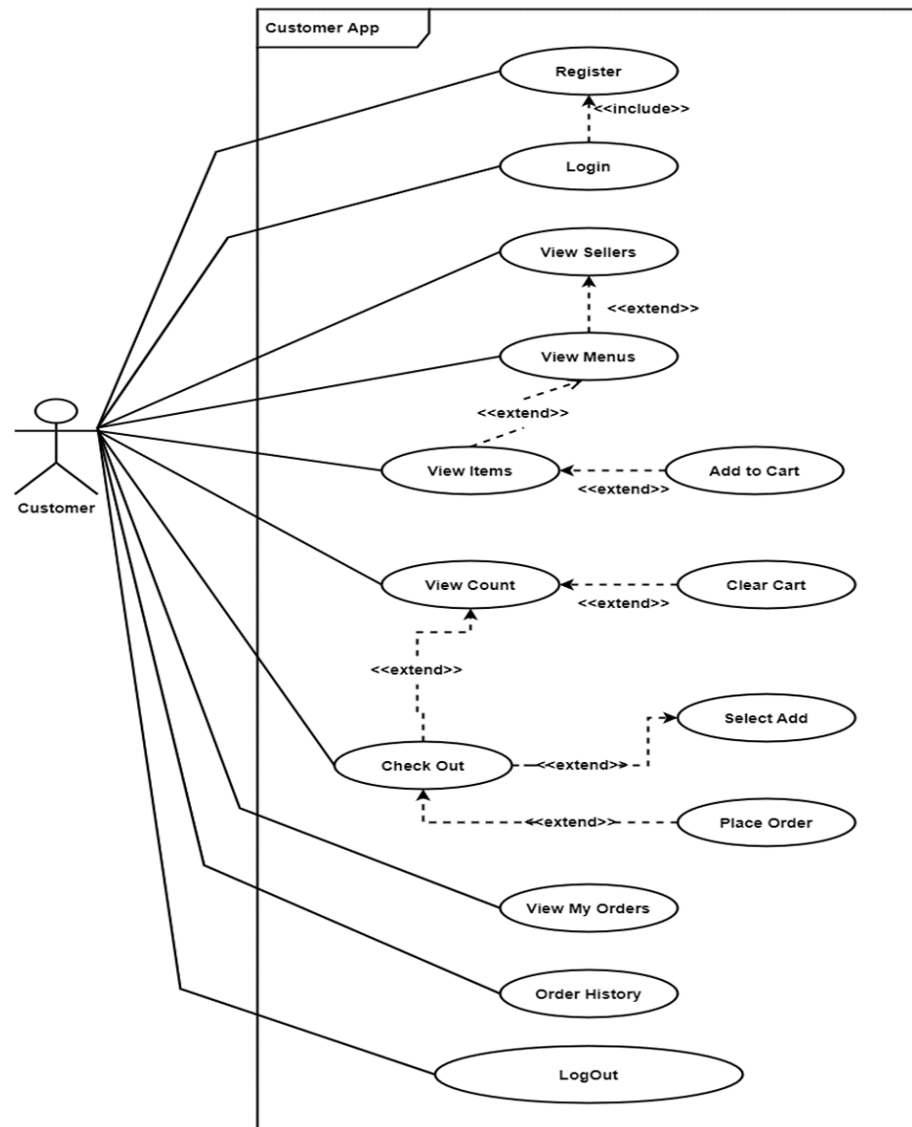 Customer App
Register
<<include>>
Login
View Sellers
<<extend>>
View Menus
<<extend>>
View Items
<<extend>>
Add to Cart
Customer
View Count
<<extend>>
Clear Cart
<<extend>>
Select Add
Check Out
<<extend>>
<<extend>>
Place Order
View My Orders
Order History
LogOut